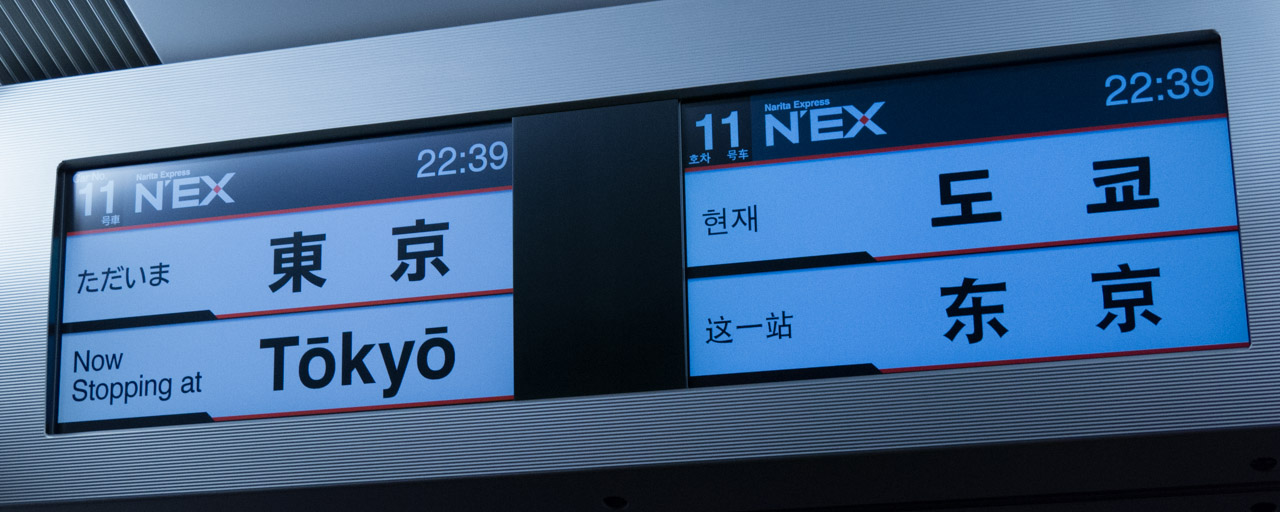 Narita Express
11 N'EX 22:39
号車
ただいま 東京
Now
Stopping at Tōkyō
Narita Express
11 N'EX 22:39
호차 号车
현재 도쿄
这一站 东京